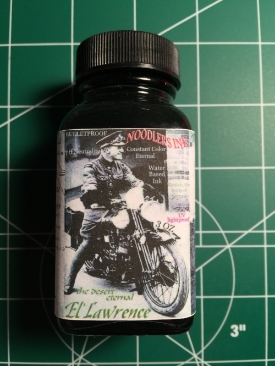 BULLETPROOF
NOODLER'S INK
Constant Color
Eternal
Water
Based
Ink
3 OZ
the desert
eternal
El Lawrence
3"